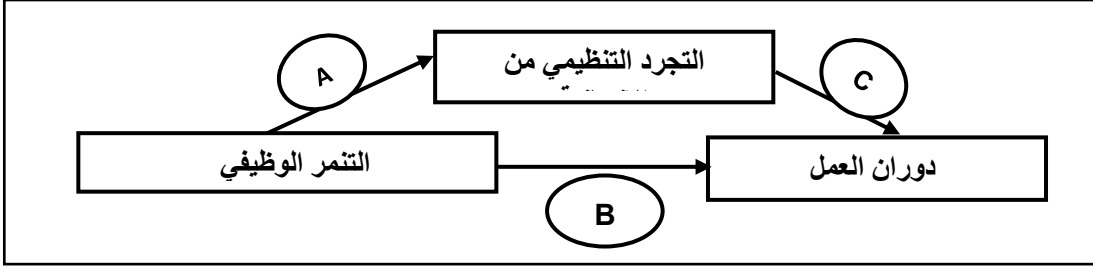 التجرد التنظيمي من
A
C
التنمر الوظيفي
دوران العمل
B